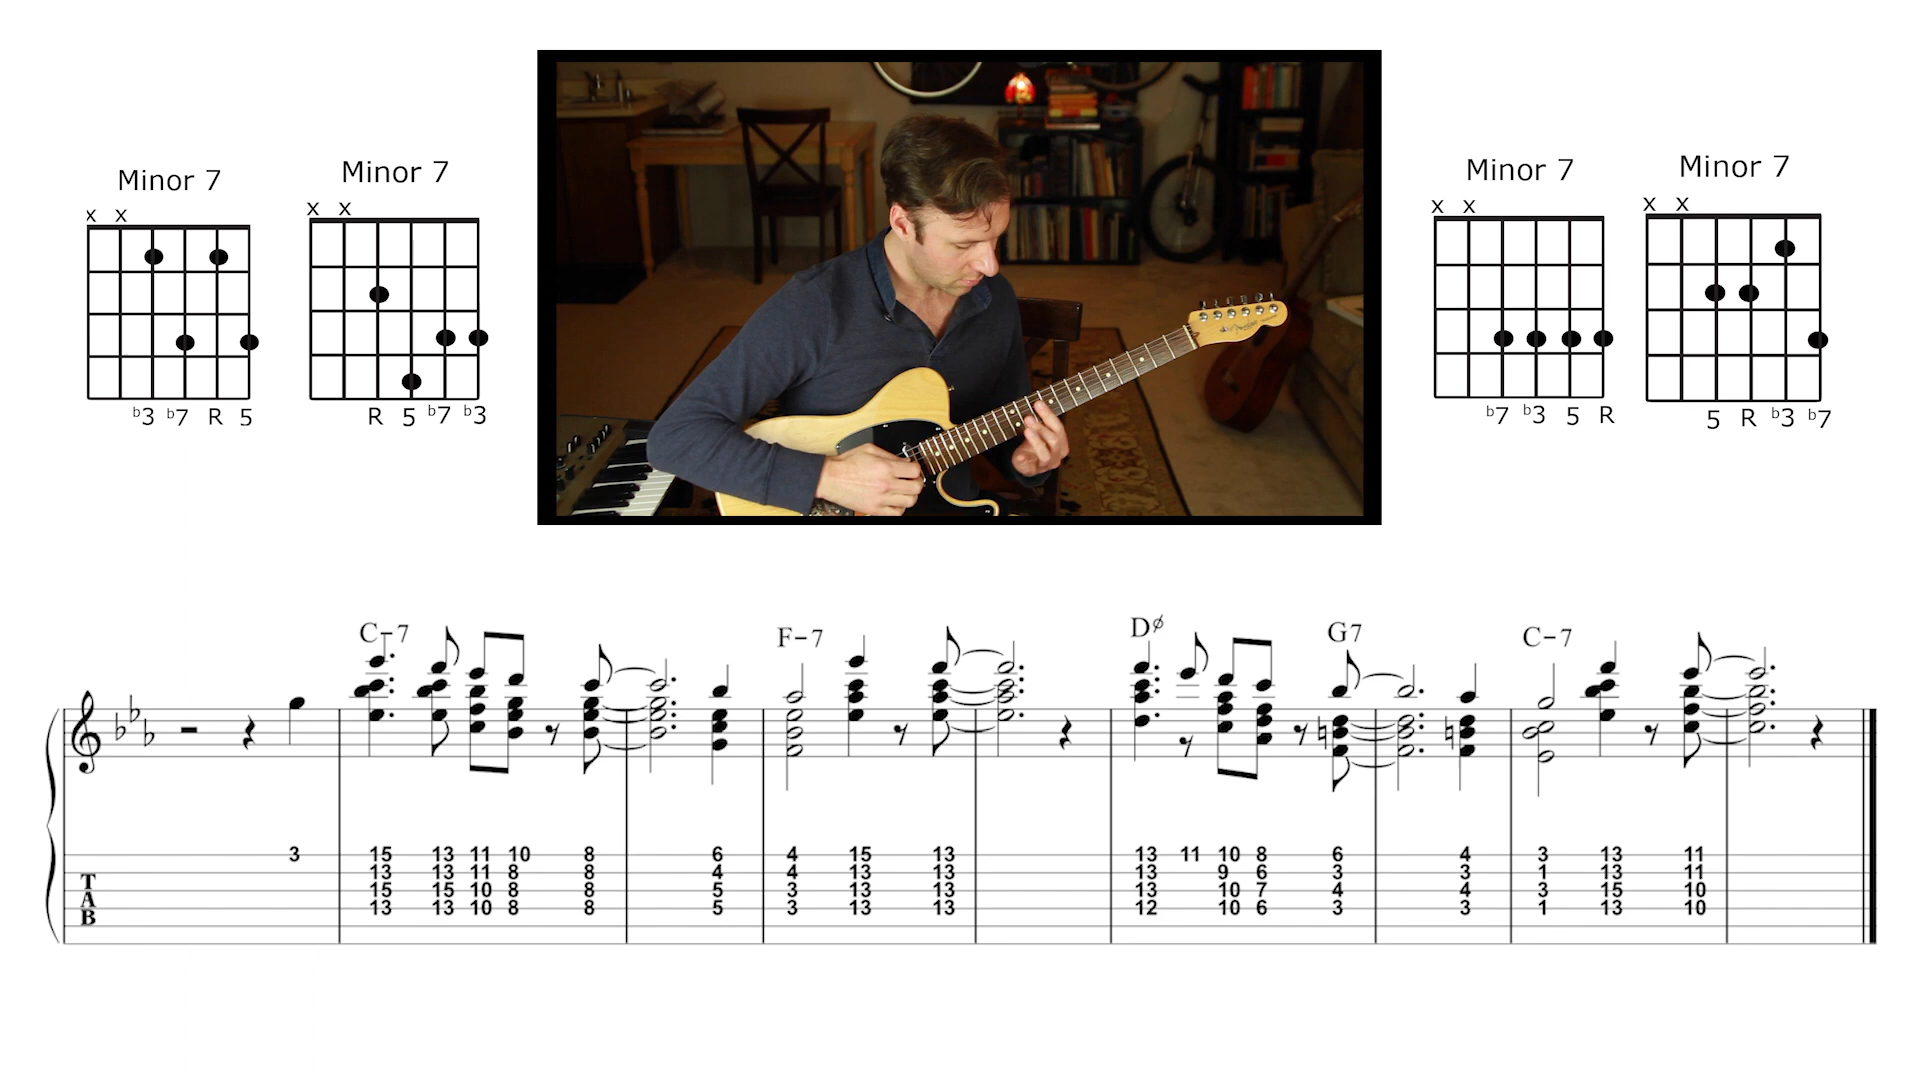 Minor 7
x x
b3 b7 R 5
Minor 7
x x
R 5 b7 b3
Minor 7
x x
b7 b3 5 R
Minor 7
x x
5 R b3 b7
C-7 F-7 Dø G7 C-7
TAB
3 15 13 11 10 8 6 4 15 13 13 11 10 8 6 4 3 13 11
13 13 11 8 8 4 4 13 13 13 9 6 3 3 1 13 11
15 15 10 8 8 5 3 13 13 13 10 7 4 4 3 15 10
13 13 10 8 8 5 3 13 13 12 10 6 3 3 1 13 10